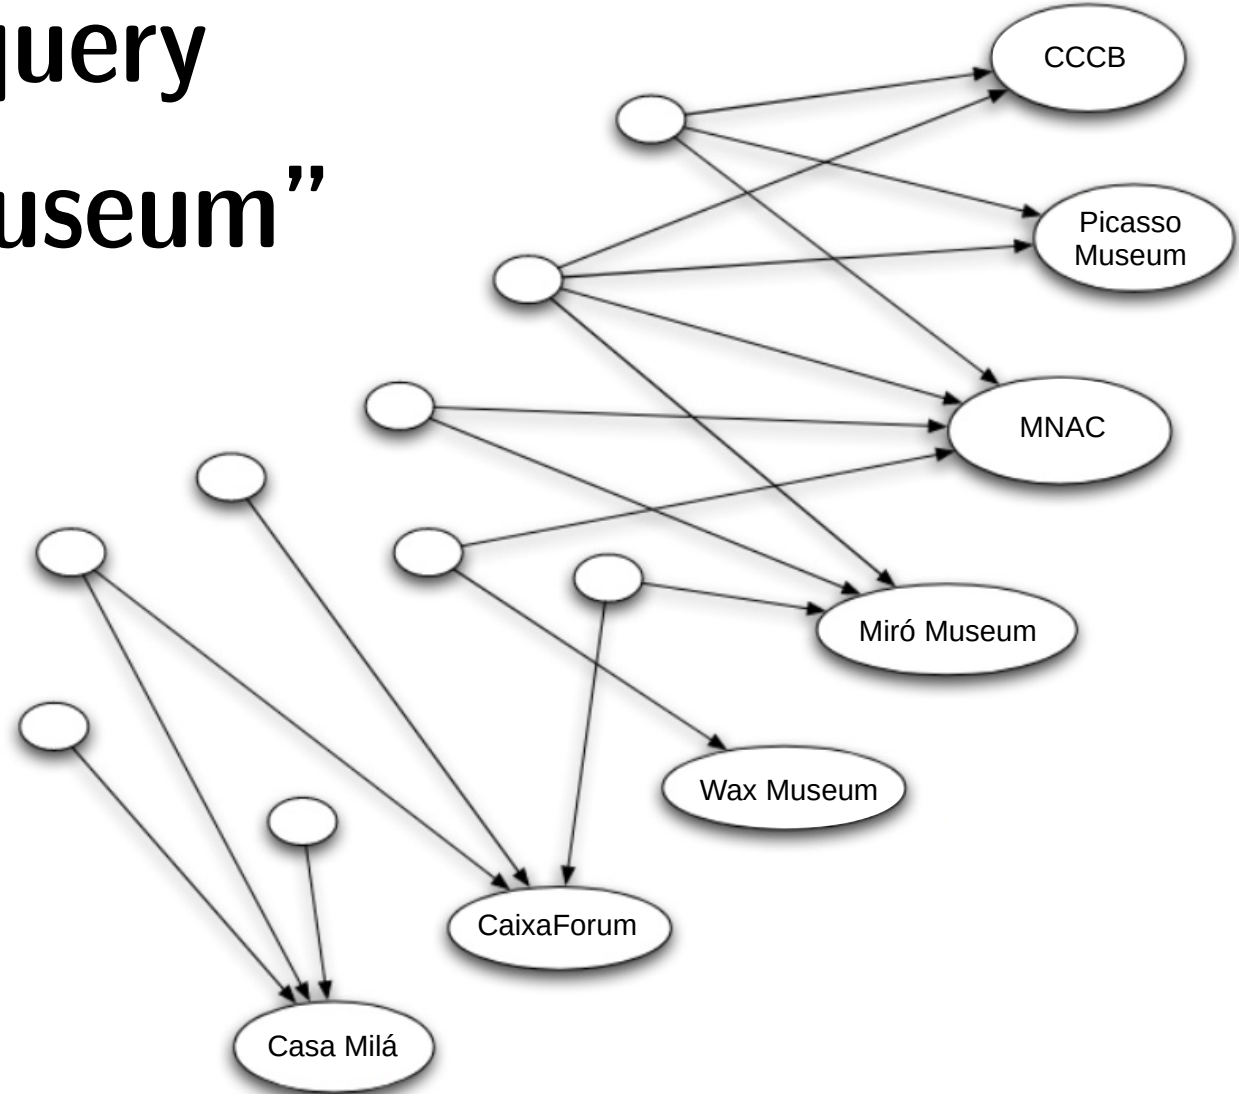 query
useum”
CCCB
Picasso
Museum
MNAC
Miró Museum
Wax Museum
CaixaForum
Casa Milá